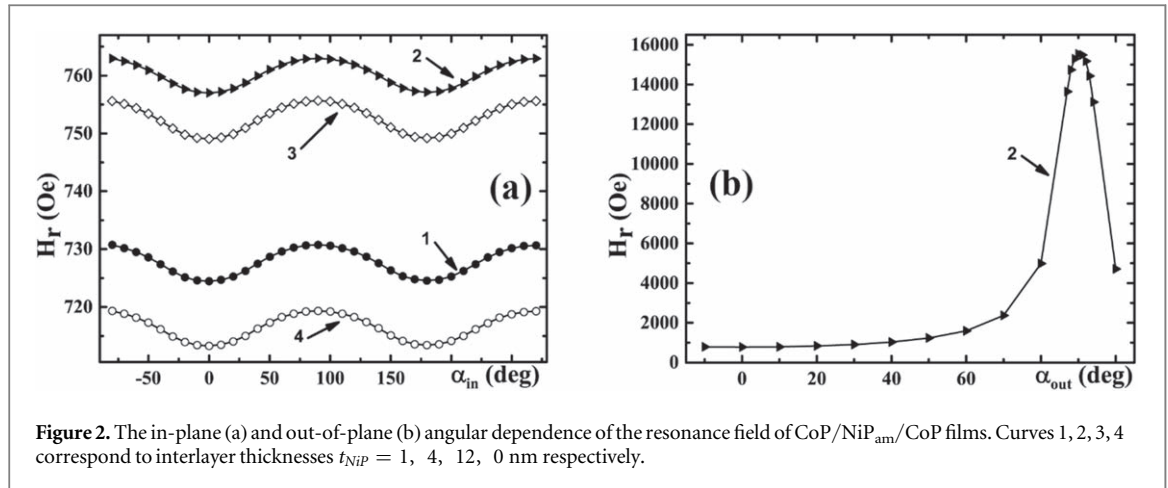 760
750
740
730
720
H_r (Oe)
2
3
(a)
1
4
-50 0 50 100 150 α_in (deg)
16000
14000
12000
10000
8000
6000
4000
2000
0
H_r (Oe)
2
(b)
0 20 40 60 α_out (deg)
Figure 2. The in-plane (a) and out-of-plane (b) angular dependence of the resonance field of CoP/NiP_am/CoP films. Curves 1, 2, 3, 4
correspond to interlayer thicknesses t_NiP = 1, 4, 12, 0 nm respectively.